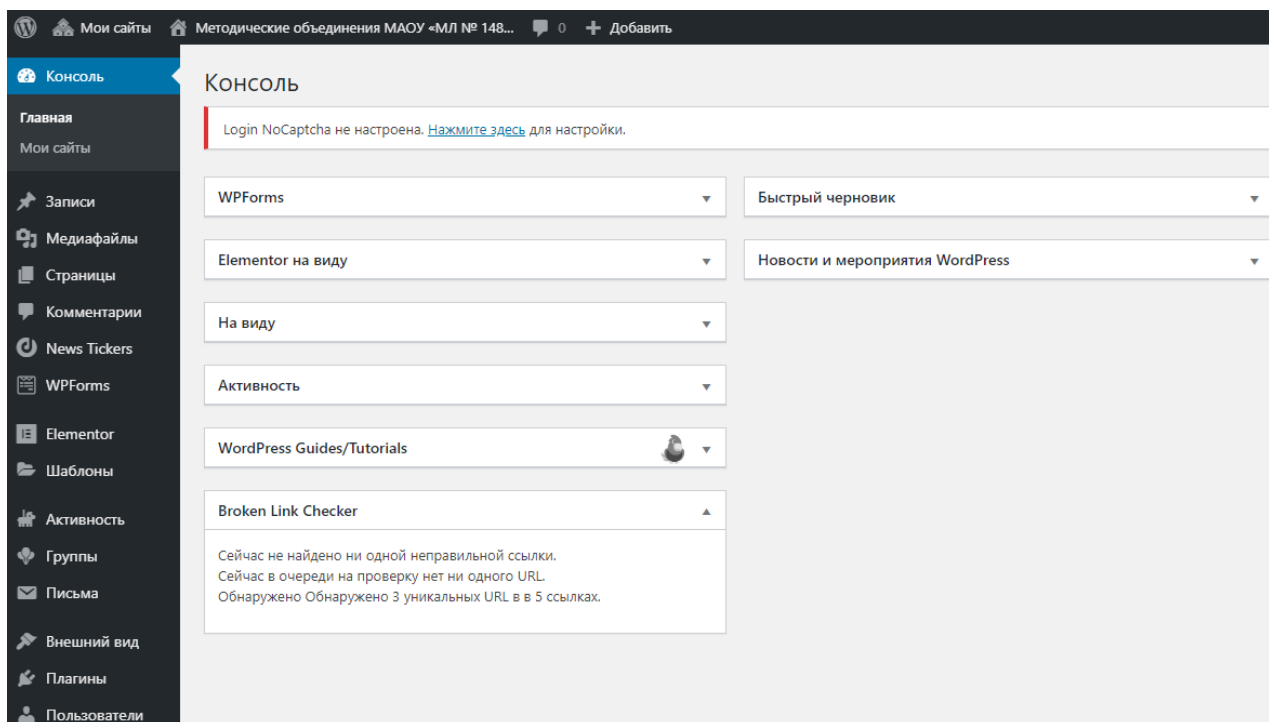 Мои сайты Методические объединения МАОУ «МЛ № 148... 0 Добавить
Консоль
Главная
Мои сайты
Записи
Медиафайлы
Страницы
Комментарии
News Tickers
WPForms
Elementor
Шаблоны
Активность
Группы
Письма
Внешний вид
Плагины
Пользователи
Консоль
Login NoCaptcha не настроена. Нажмите здесь для настройки.
WPForms
Elementor на виду
На виду
Активность
WordPress Guides/Tutorials
Broken Link Checker
Сейчас не найдено ни одной неправильной ссылки.
Сейчас в очереди на проверку нет ни одного URL.
Обнаружено Обнаружено 3 уникальных URL в в 5 ссылках.
Быстрый черновик
Новости и мероприятия WordPress